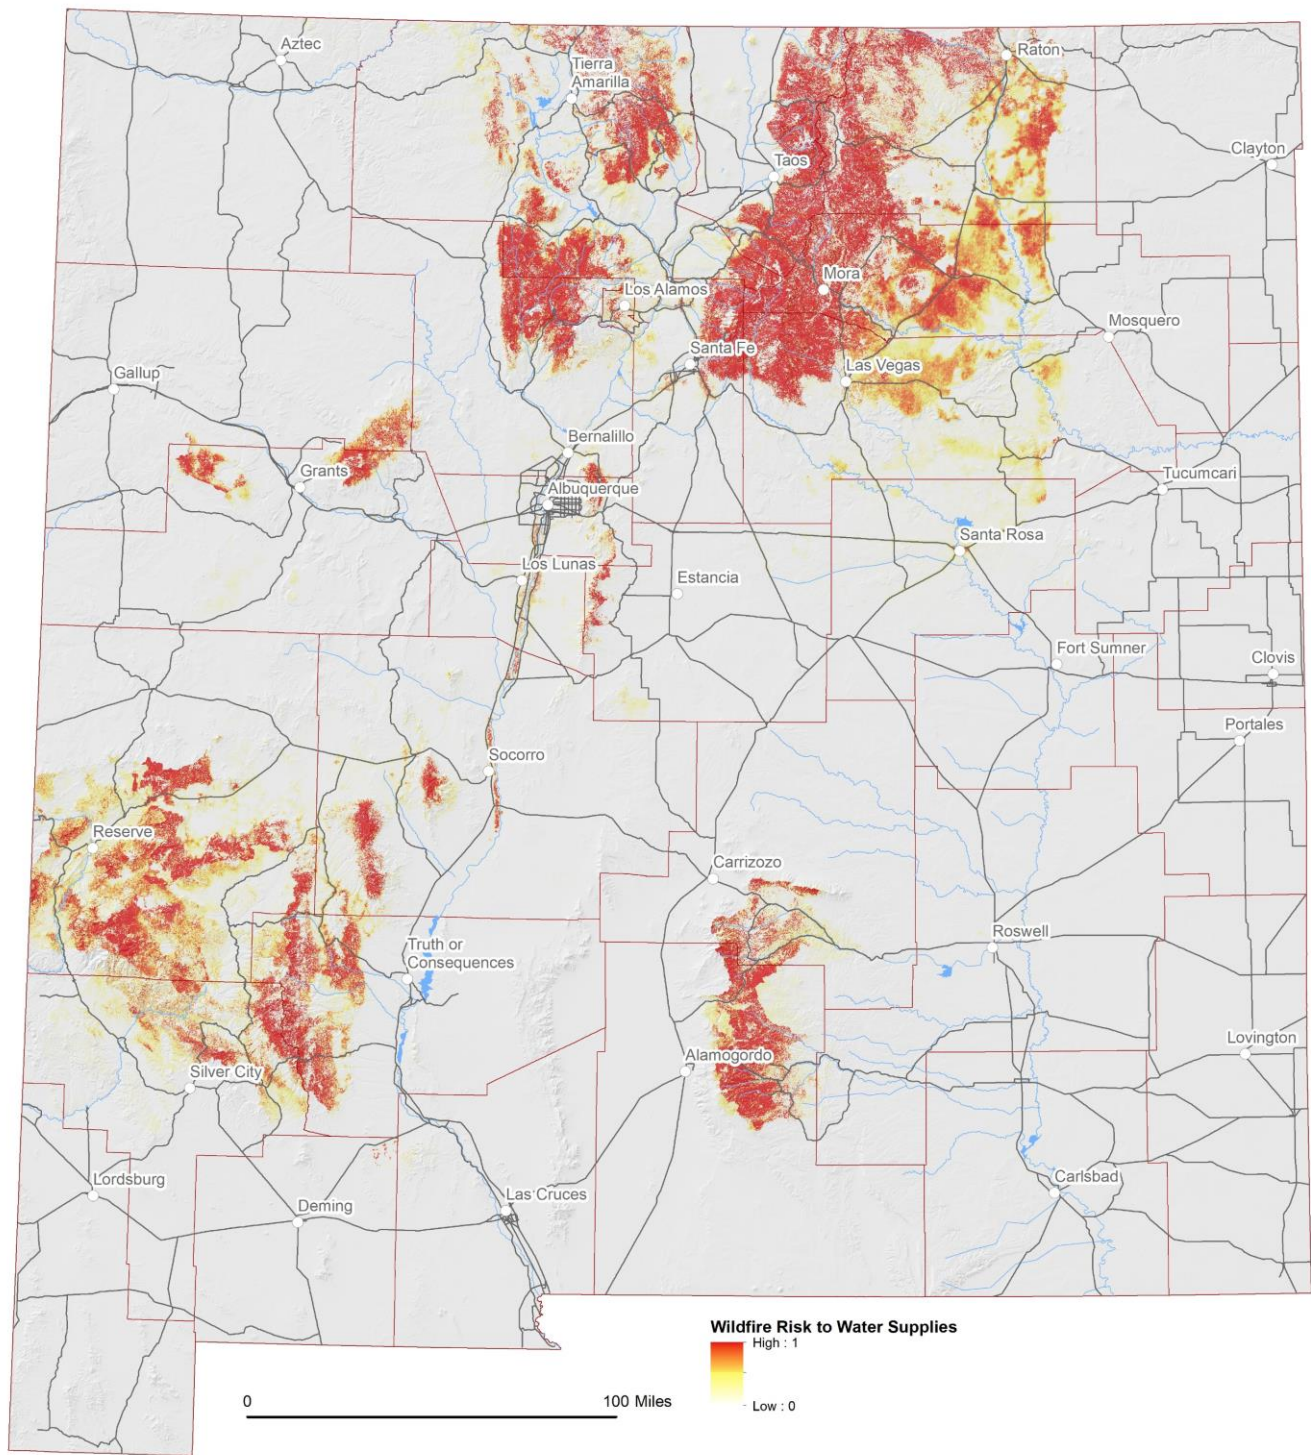 Aztec
Tierra
Amarilla
Raton
Clayton
Taos
Mora
Los Alamos
Mosquero
Santa Fe
Las Vegas
Gallup
Bernalillo
Grants
Tucumcari
Albuquerque
Santa Rosa
Los Lunas
Estancia
Fort Sumner
Clovis
Portales
Socorro
Reserve
Carrizozo
Roswell
Truth or
Consequences
Lovington
Alamogordo
Silver City
Carlsbad
Lordsburg
Las Cruces
Deming
Wildfire Risk to Water Supplies
High : 1
Low : 0
0 100 Miles